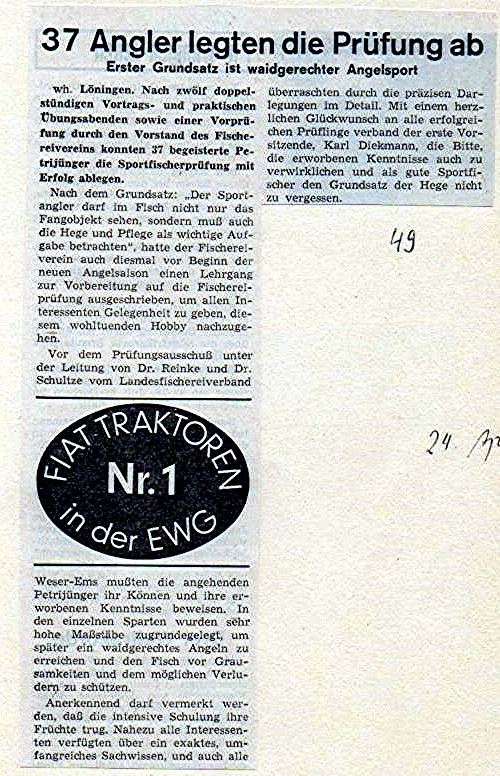 37 Angler legten die Prüfung ab
Erster Grundsatz ist waidgerechter Angelsport
wh. Löningen. Nach zwölf doppel-
stündigen Vortrags- und praktischen
Übungsabenden sowie einer Vorprü-
fung durch den Vorstand des Fische-
reivereins konnten 37 begeisterte Pe-
trijünger die Sportfischerprüfung mit
Erfolg ablegen.
Nach dem Grundsatz: „Der Sport-
angler darf im Fisch nicht nur das
Fangobjekt sehen, sondern muß auch
die Hege und Pflege als wichtige Auf-
gabe betrachten“, hatte der Fischerei-
verein auch diesmal vor Beginn der
neuen Angelsaison einen Lehrgang
zur Vorbereitung auf die Fischerei-
prüfung ausgeschrieben, um allen In-
teressenten Gelegenheit zu geben, die-
sem wohltuenden Hobby nachzuge-
hen.
Vor dem Prüfungsausschuß unter
der Leitung von Dr. Reinke und Dr.
Schultze vom Landesfischereiverband
FIAT TRAKTOREN
Nr. 1
in der EWG
Weser-Ems mußten die angehenden
Petrijünger ihr Können und ihre er-
worbenen Kenntnisse beweisen. In
den einzelnen Sparten wurden sehr
hohe Maßstäbe zugrundegelegt, um
später ein waidgerechtes Angeln zu
erreichen und den Fisch vor Grau-
samkeiten und dem möglichen Verlu-
dern zu schützen.
Anerkennend darf vermerkt wer-
den, daß die intensive Schulung ihre
Früchte trug. Nahezu alle Interessen-
ten verfügten über ein exaktes, um-
fangreiches Sachwissen, und auch alle
überraschten durch die präzisen Dar-
legungen im Detail. Mit einem herz-
lichen Glückwunsch an alle erfolgrei-
chen Prüflinge verband der erste Vor-
sitzende, Karl Diekmann, die Bitte,
die erworbenen Kenntnisse auch zu
verwirklichen und als gute Sportfi-
scher den Grundsatz der Hege nicht
zu vergessen.
49
24.